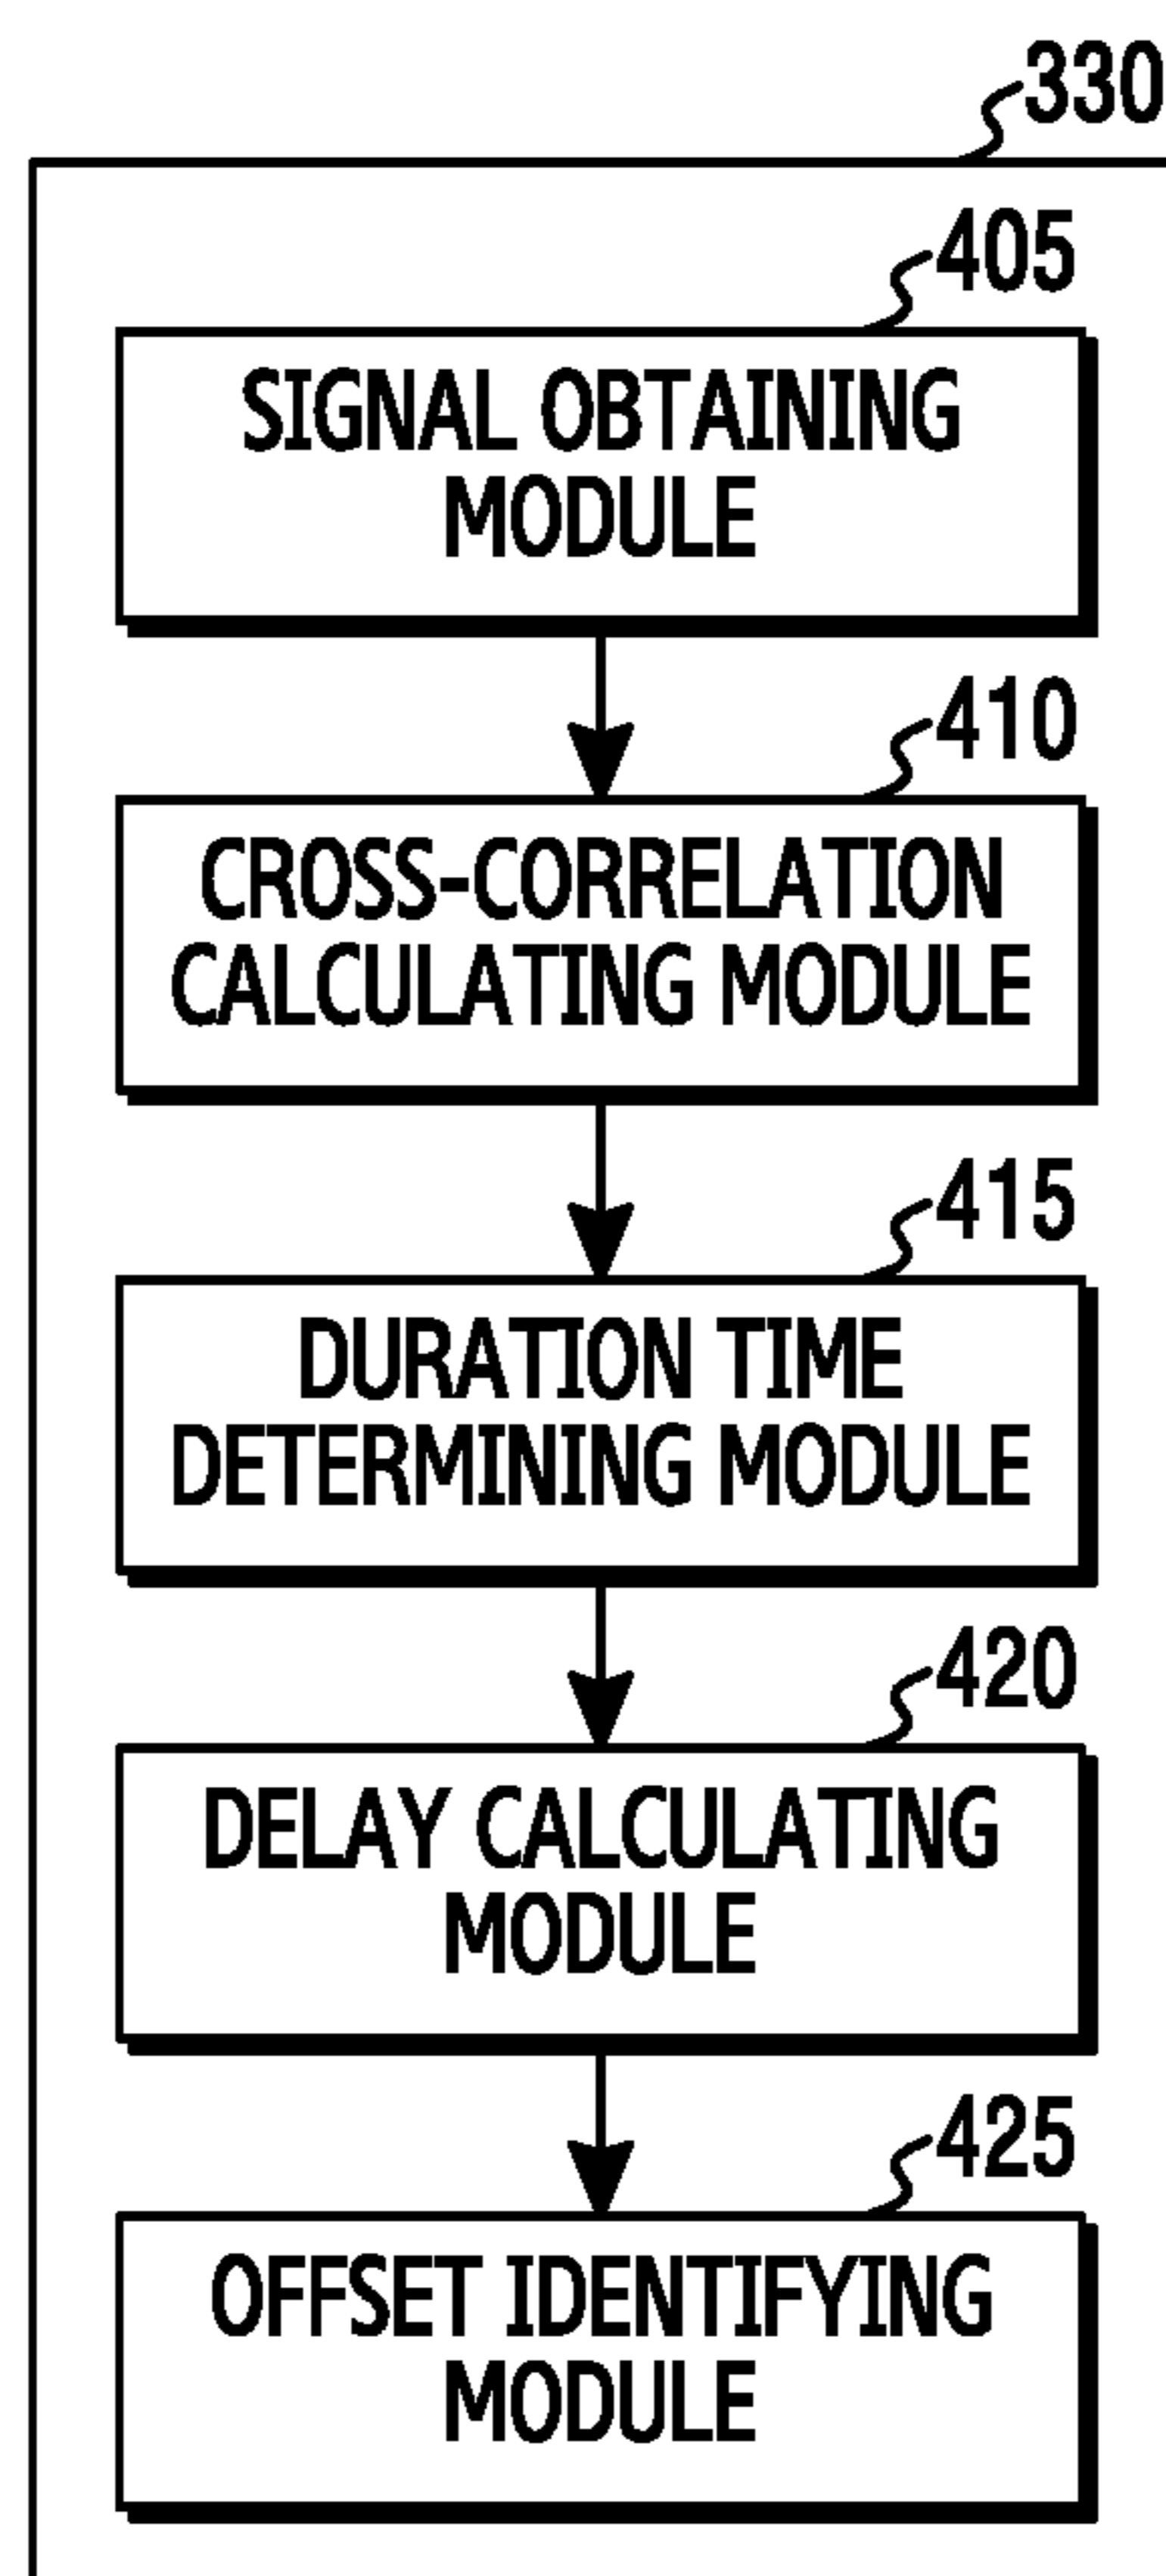 330
405
SIGNAL OBTAINING
MODULE
410
CROSS-CORRELATION
CALCULATING MODULE
415
DURATION TIME
DETERMINING MODULE
420
DELAY CALCULATING
MODULE
425
OFFSET IDENTIFYING
MODULE